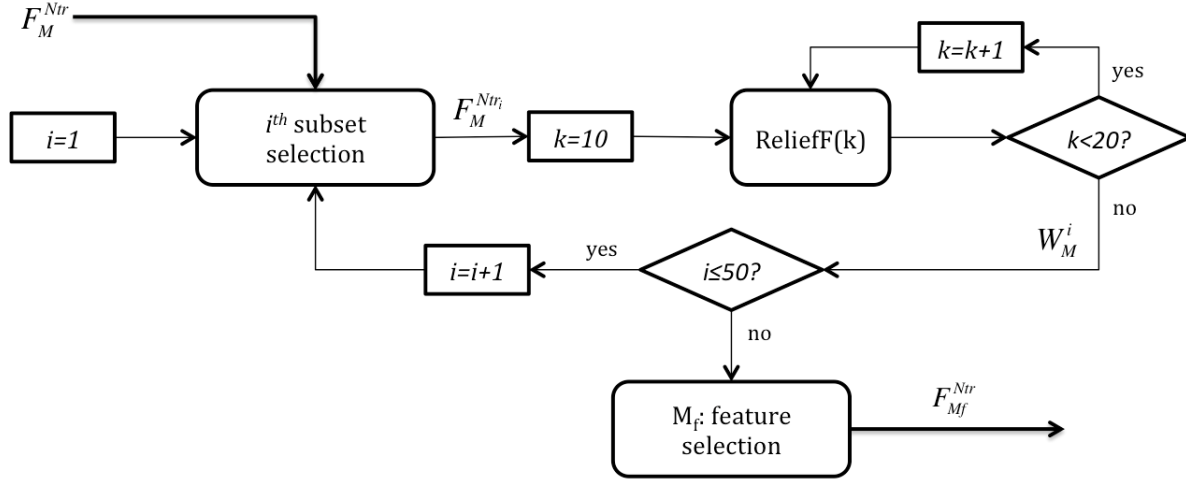 F_M^{Ntr}
k=k+1
yes
i=1
i^{th} subset
selection
F_M^{Ntr_i}
k=10
ReliefF(k)
k<20?
no
W_M^i
i=i+1
yes
i≤50?
no
M_f: feature
selection
F_{Mf}^{Ntr}